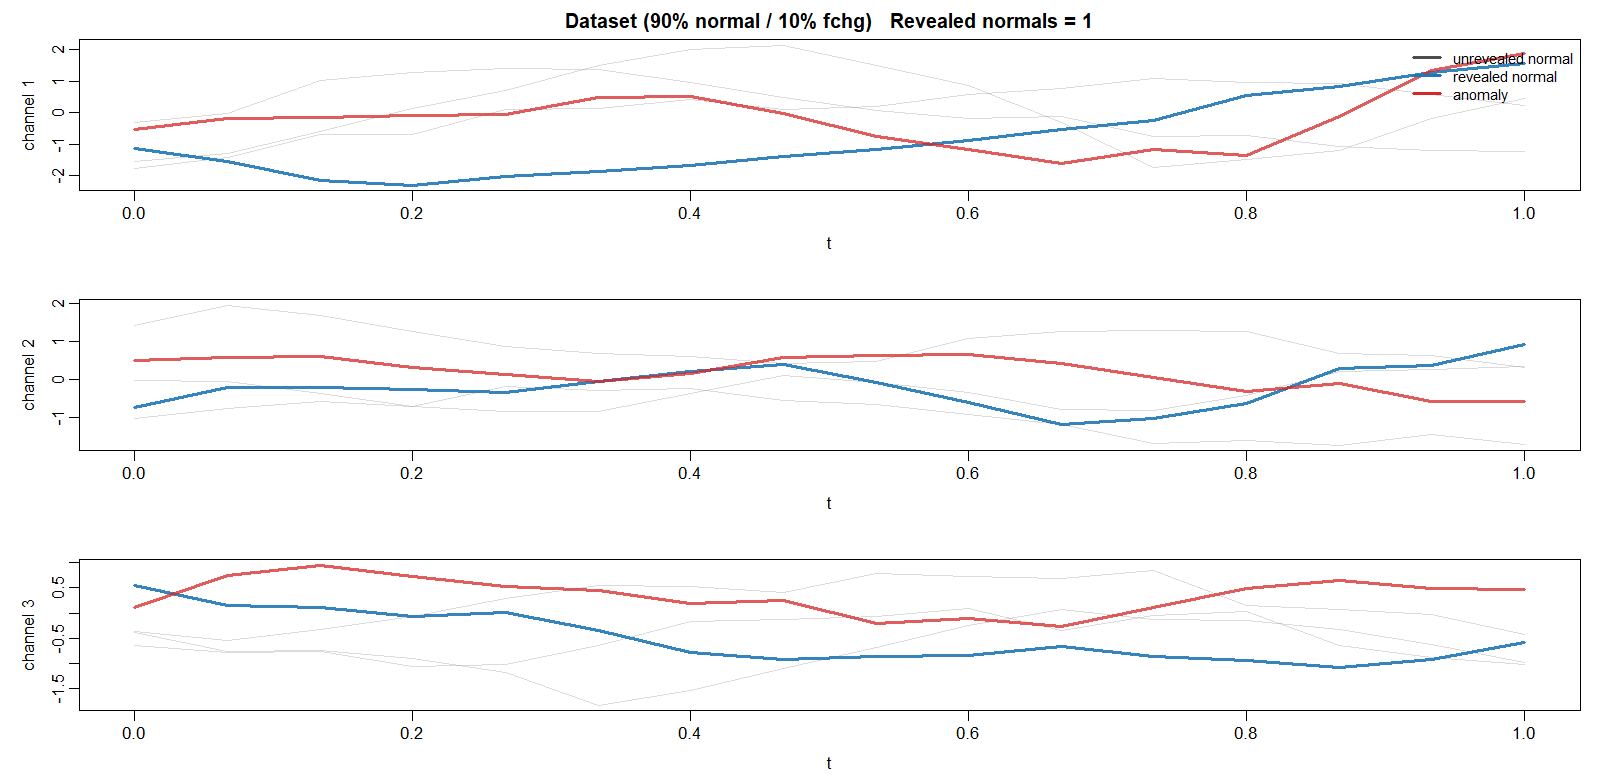 Dataset (90% normal / 10% fchg)   Revealed normals = 1
channel 1
2
1
0
-1
-2
unrevealed normal
revealed normal
anomaly
0.0 0.2 0.4 0.6 0.8 1.0
t
channel 2
2
1
0
-1
0.0 0.2 0.4 0.6 0.8 1.0
t
channel 3
0.5
-0.5
-1.5
0.0 0.2 0.4 0.6 0.8 1.0
t